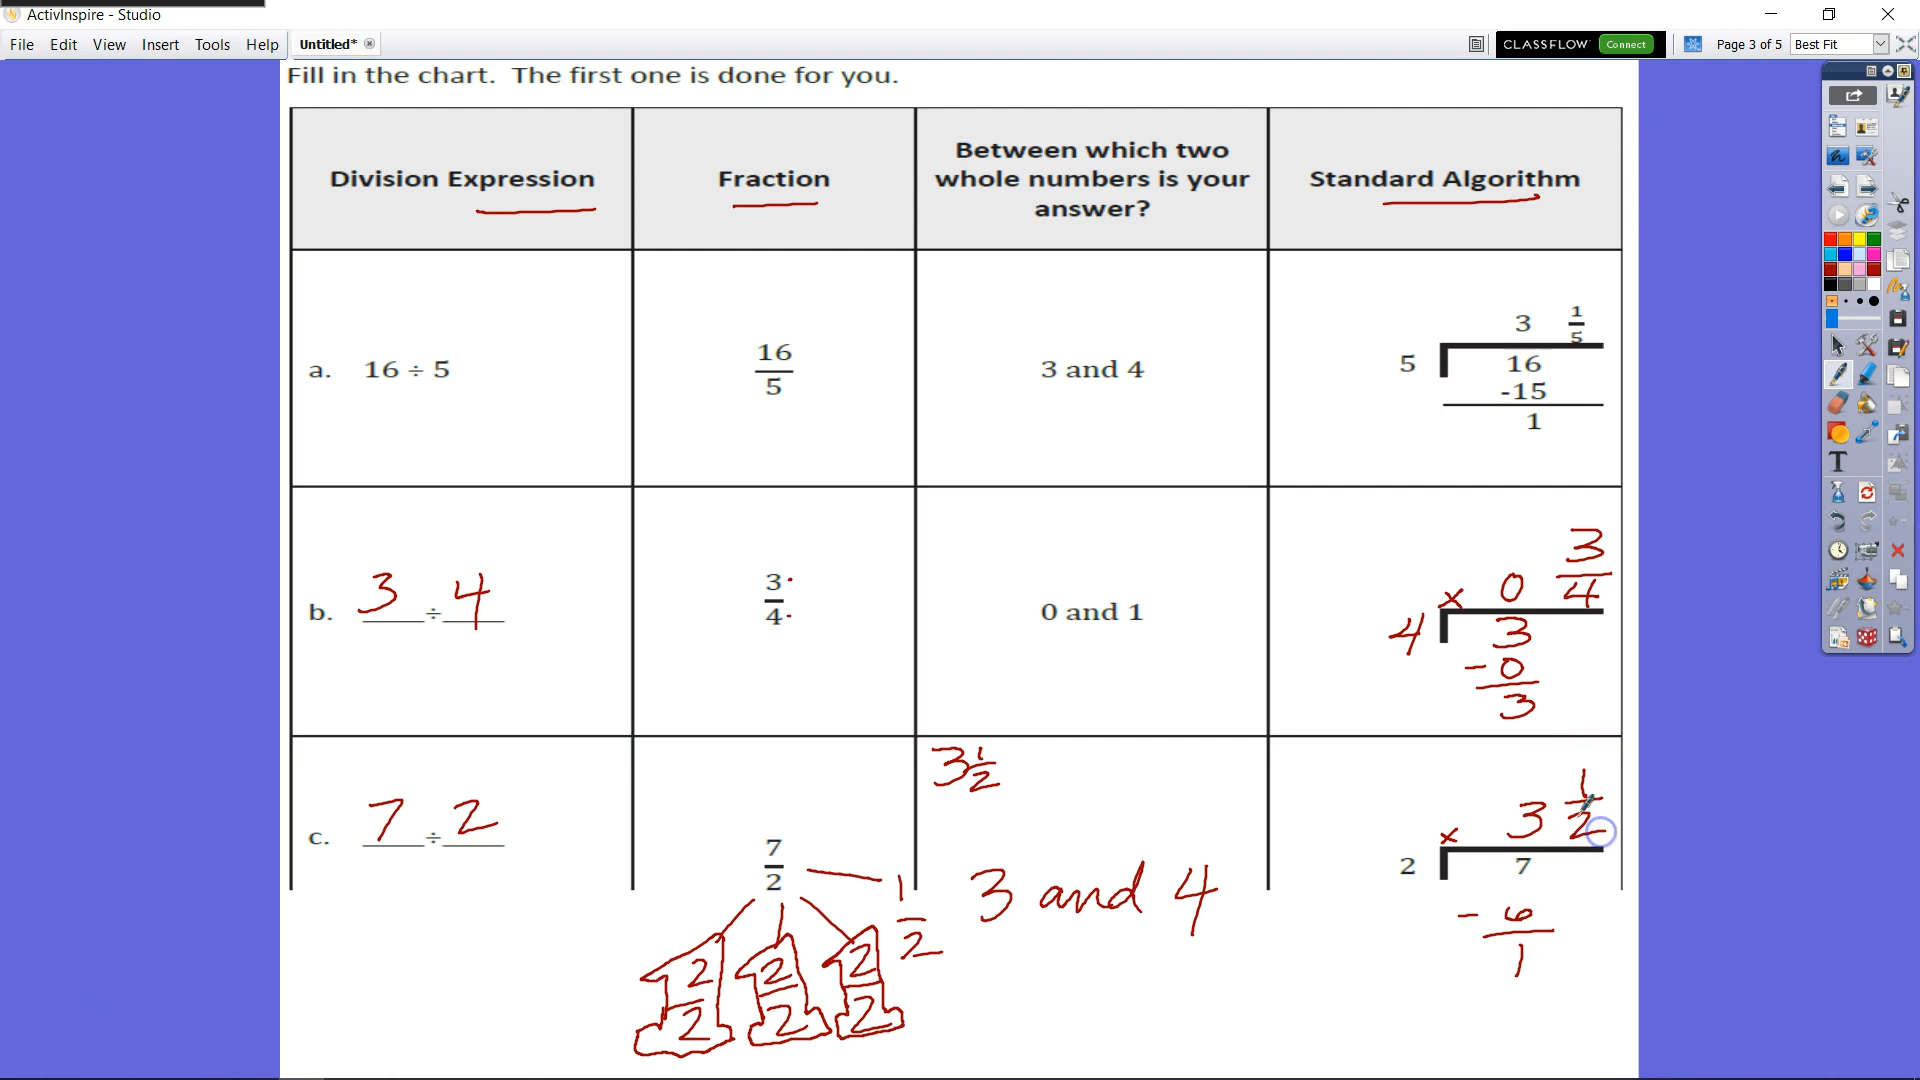 ActivInspire - Studio
File Edit View Insert Tools Help Untitled*
CLASSFLOW Connect Page 3 of 5 Best Fit
Fill in the chart. The first one is done for you.
Division Expression
Fraction
Between which two
whole numbers is your
answer?
Standard Algorithm
a. 16 ÷ 5
16
5
3 and 4
3 1
5
5 16
-15
1
b. 3 ÷ 4
3
4
0 and 1
× 0 3
4
4 3
- 0
3
c. 7 ÷ 2
7
2
3 1
2
3 and 4
× 3 1
2
2 7
- 6
1
1
2
2
2
2
2
2
2
T